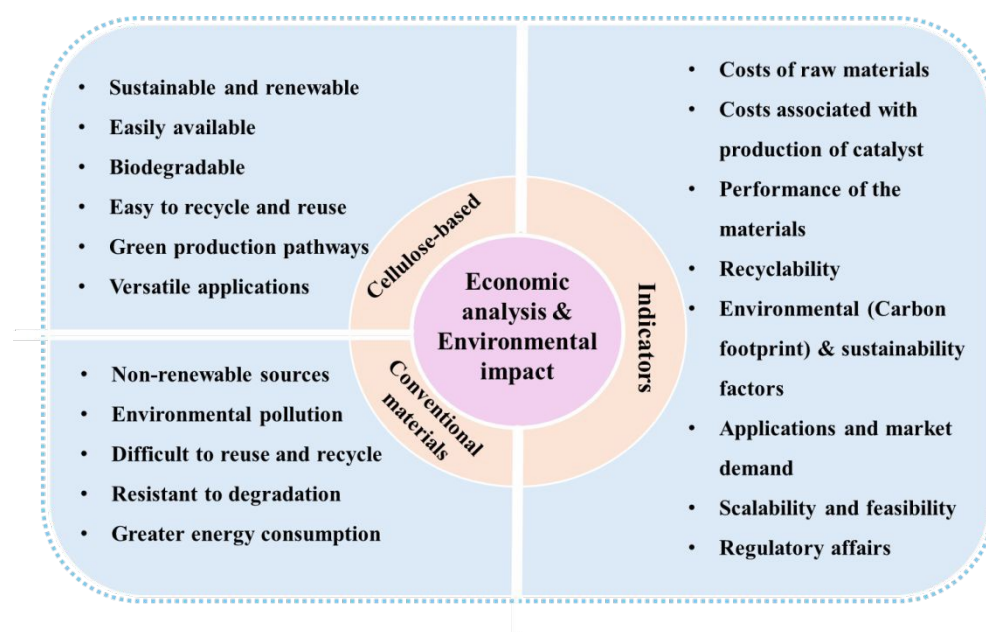 • Sustainable and renewable
• Easily available
• Biodegradable
• Easy to recycle and reuse
• Green production pathways
• Versatile applications
Cellulose-based
• Non-renewable sources
• Environmental pollution
• Difficult to reuse and recycle
• Resistant to degradation
• Greater energy consumption
Conventional
materials
Economic
analysis &
Environmental
impact
Indicators
• Costs of raw materials
• Costs associated with
production of catalyst
• Performance of the
materials
• Recyclability
• Environmental (Carbon
footprint) & sustainability
factors
• Applications and market
demand
• Scalability and feasibility
• Regulatory affairs